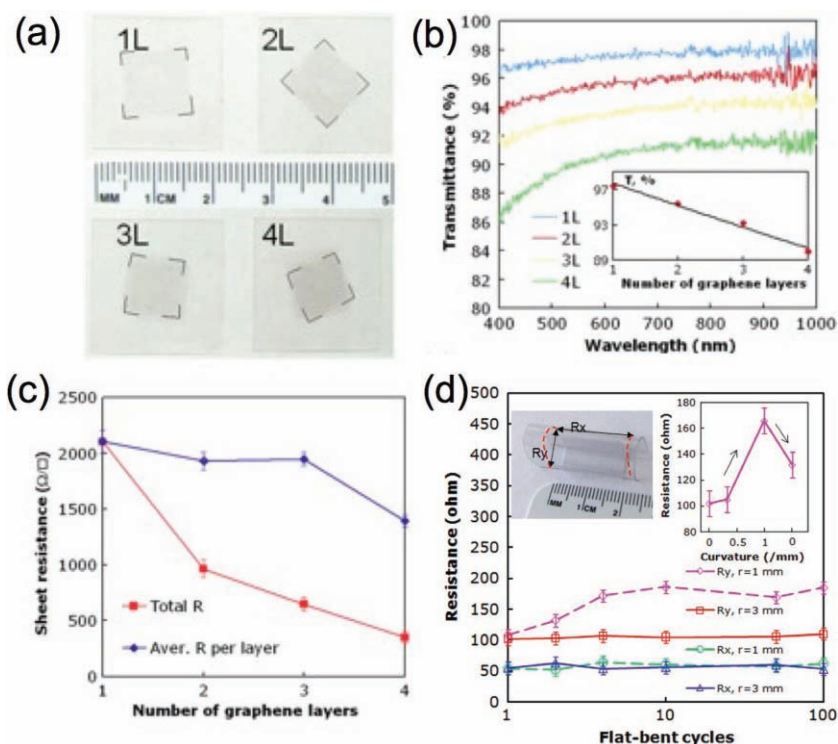 (a)
1L
2L
MM 1 CM 2 3 4 5
3L
4L
(b)
Transmittance (%)
100
98
96
94
92
90
88
86
84
82
80
400 500 600 700 800 900 1000
Wavelength (nm)
1L
2L
3L
4L
T, %
97
93
89
1 2 3 4
Number of graphene layers
(c)
Sheet resistance (Ω/□)
2500
2000
1500
1000
500
0
1 2 3 4
Number of graphene layers
Total R
Aver. R per layer
(d)
Resistance (ohm)
500
450
400
350
300
250
200
150
100
50
0
1 10 100
Flat-bent cycles
Rx
Ry
MM 1 CM 2
Resistance (ohm)
180
160
140
120
100
80
0 0.5 1 0
Curvature (/mm)
Ry, r=1 mm
Ry, r=3 mm
Rx, r=1 mm
Rx, r=3 mm